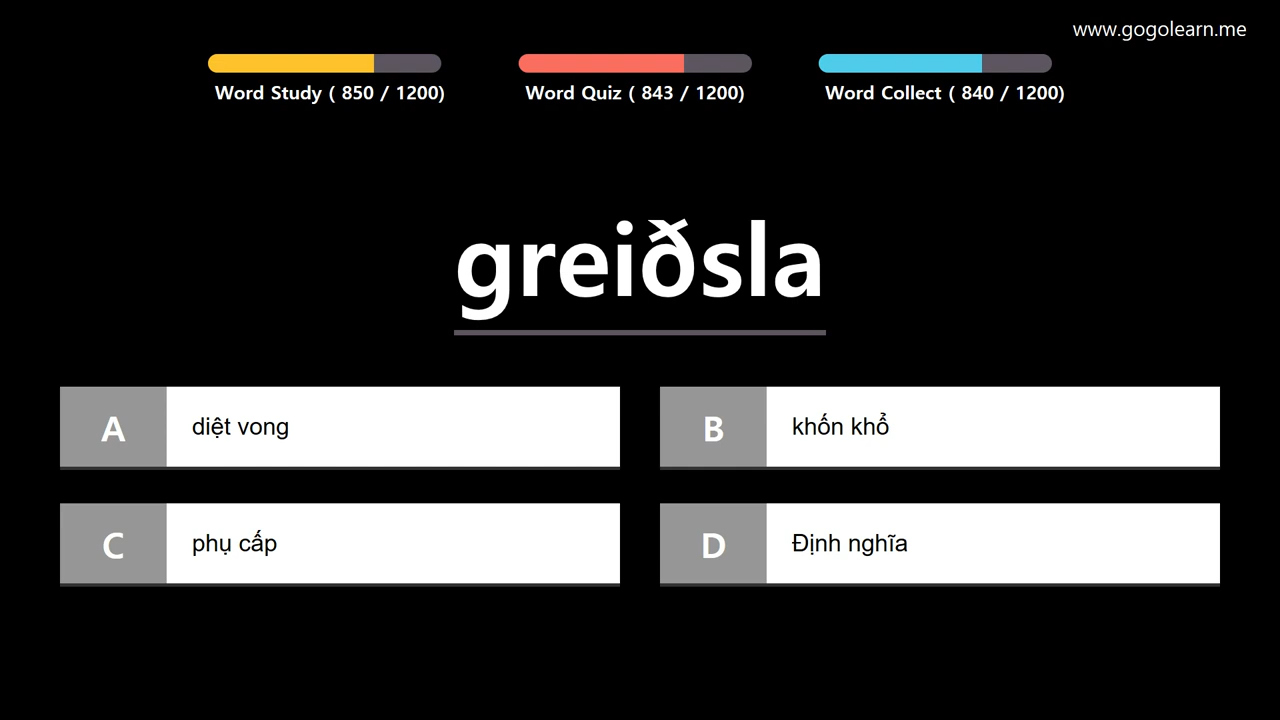 www.gogolearn.me
Word Study ( 850 / 1200)
Word Quiz ( 843 / 1200)
Word Collect ( 840 / 1200)
greiðsla
A
diệt vong
B
khốn khổ
C
phụ cấp
D
Định nghĩa